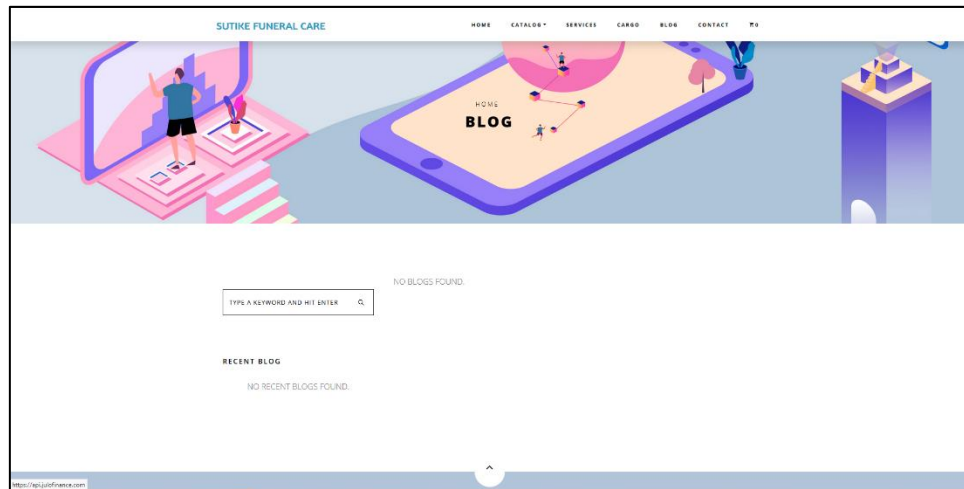 SUTIKE FUNERAL CARE
HOME CATALOG SERVICES CARGO BLOG CONTACT 0
HOME
BLOG
NO BLOGS FOUND.
TYPE A KEYWORD AND HIT ENTER
RECENT BLOG
NO RECENT BLOGS FOUND.
https://api.julofinance.com